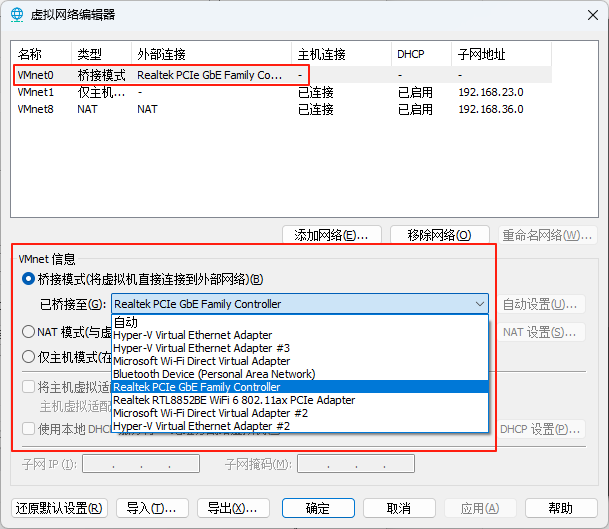 虚拟网络编辑器
名称 类型 外部连接 主机连接 DHCP 子网地址
VMnet0 桥接模式 Realtek PCIe GbE Family Co... - - -
VMnet1 仅主机... - 已连接 已启用 192.168.23.0
VMnet8 NAT NAT 已连接 已启用 192.168.36.0
添加网络(E)... 移除网络(O) 重命名网络(W)...
VMnet 信息
桥接模式(将虚拟机直接连接到外部网络)(B)
已桥接至(G): Realtek PCIe GbE Family Controller 自动设置(U)...
自动
Hyper-V Virtual Ethernet Adapter
NAT 模式(与虚 NAT 设置(S)...
Hyper-V Virtual Ethernet Adapter #3
仅主机模式(在
Microsoft Wi-Fi Direct Virtual Adapter
Bluetooth Device (Personal Area Network)
将主机虚拟适 Realtek PCIe GbE Family Controller
主机虚拟适配 Realtek RTL8852BE WiFi 6 802.11ax PCIe Adapter
Microsoft Wi-Fi Direct Virtual Adapter #2
使用本地 DHC Hyper-V Virtual Ethernet Adapter #2 DHCP 设置(P)...
子网 IP (I): . . . 子网掩码(M): . . .
还原默认设置(R) 导入(T)... 导出(X)... 确定 取消 应用(A) 帮助